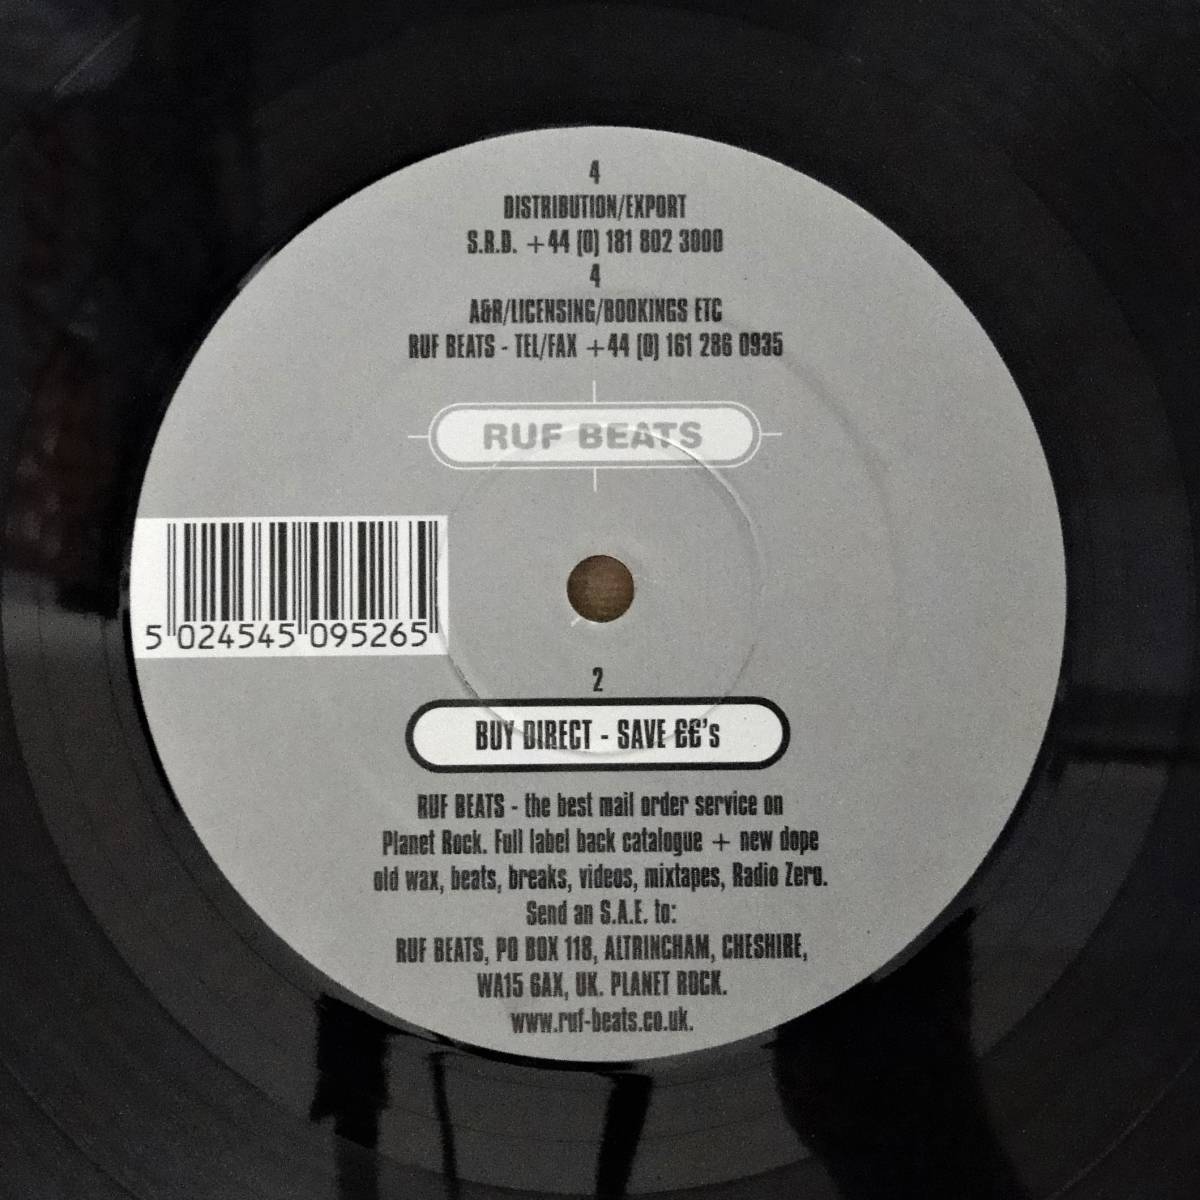 4
DISTRIBUTION/EXPORT
S.R.D. +44 (0) 181 802 3000
4
A&R/LICENSING/BOOKINGS ETC
RUF BEATS - TEL/FAX +44 (0) 161 286 0935
RUF BEATS
5 024545 095265
2
BUY DIRECT - SAVE ££'s
RUF BEATS - the best mail order service on
Planet Rock. Full label back catalogue + new dope
old wax, beats, breaks, videos, mixtapes, Radio Zero.
Send an S.A.E. to:
RUF BEATS, PO BOX 118, ALTRINCHAM, CHESHIRE,
WA15 6AX, UK. PLANET ROCK.
www.ruf-beats.co.uk.